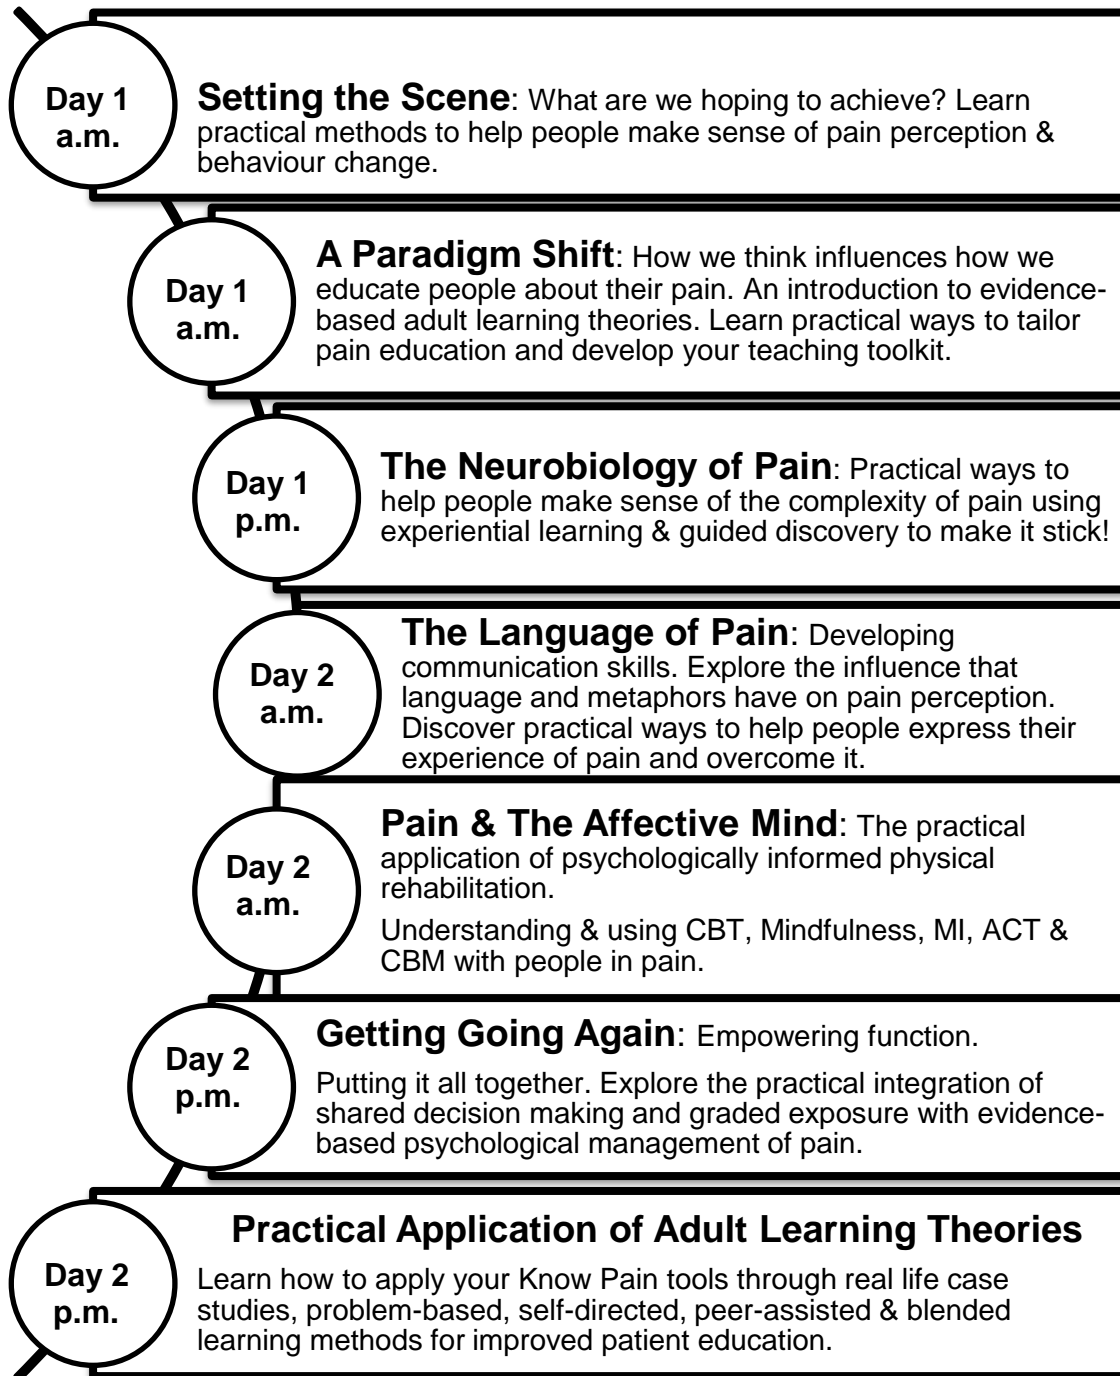 Day 1
a.m.
Setting the Scene: What are we hoping to achieve? Learn
practical methods to help people make sense of pain perception &
behaviour change.
Day 1
a.m.
A Paradigm Shift: How we think influences how we
educate people about their pain. An introduction to evidence-
based adult learning theories. Learn practical ways to tailor
pain education and develop your teaching toolkit.
Day 1
p.m.
The Neurobiology of Pain: Practical ways to
help people make sense of the complexity of pain using
experiential learning & guided discovery to make it stick!
Day 2
a.m.
The Language of Pain: Developing
communication skills. Explore the influence that
language and metaphors have on pain perception.
Discover practical ways to help people express their
experience of pain and overcome it.
Day 2
a.m.
Pain & The Affective Mind: The practical
application of psychologically informed physical
rehabilitation.
Understanding & using CBT, Mindfulness, MI, ACT &
CBM with people in pain.
Day 2
p.m.
Getting Going Again: Empowering function.
Putting it all together. Explore the practical integration of
shared decision making and graded exposure with evidence-
based psychological management of pain.
Day 2
p.m.
Practical Application of Adult Learning Theories
Learn how to apply your Know Pain tools through real life case
studies, problem-based, self-directed, peer-assisted & blended
learning methods for improved patient education.